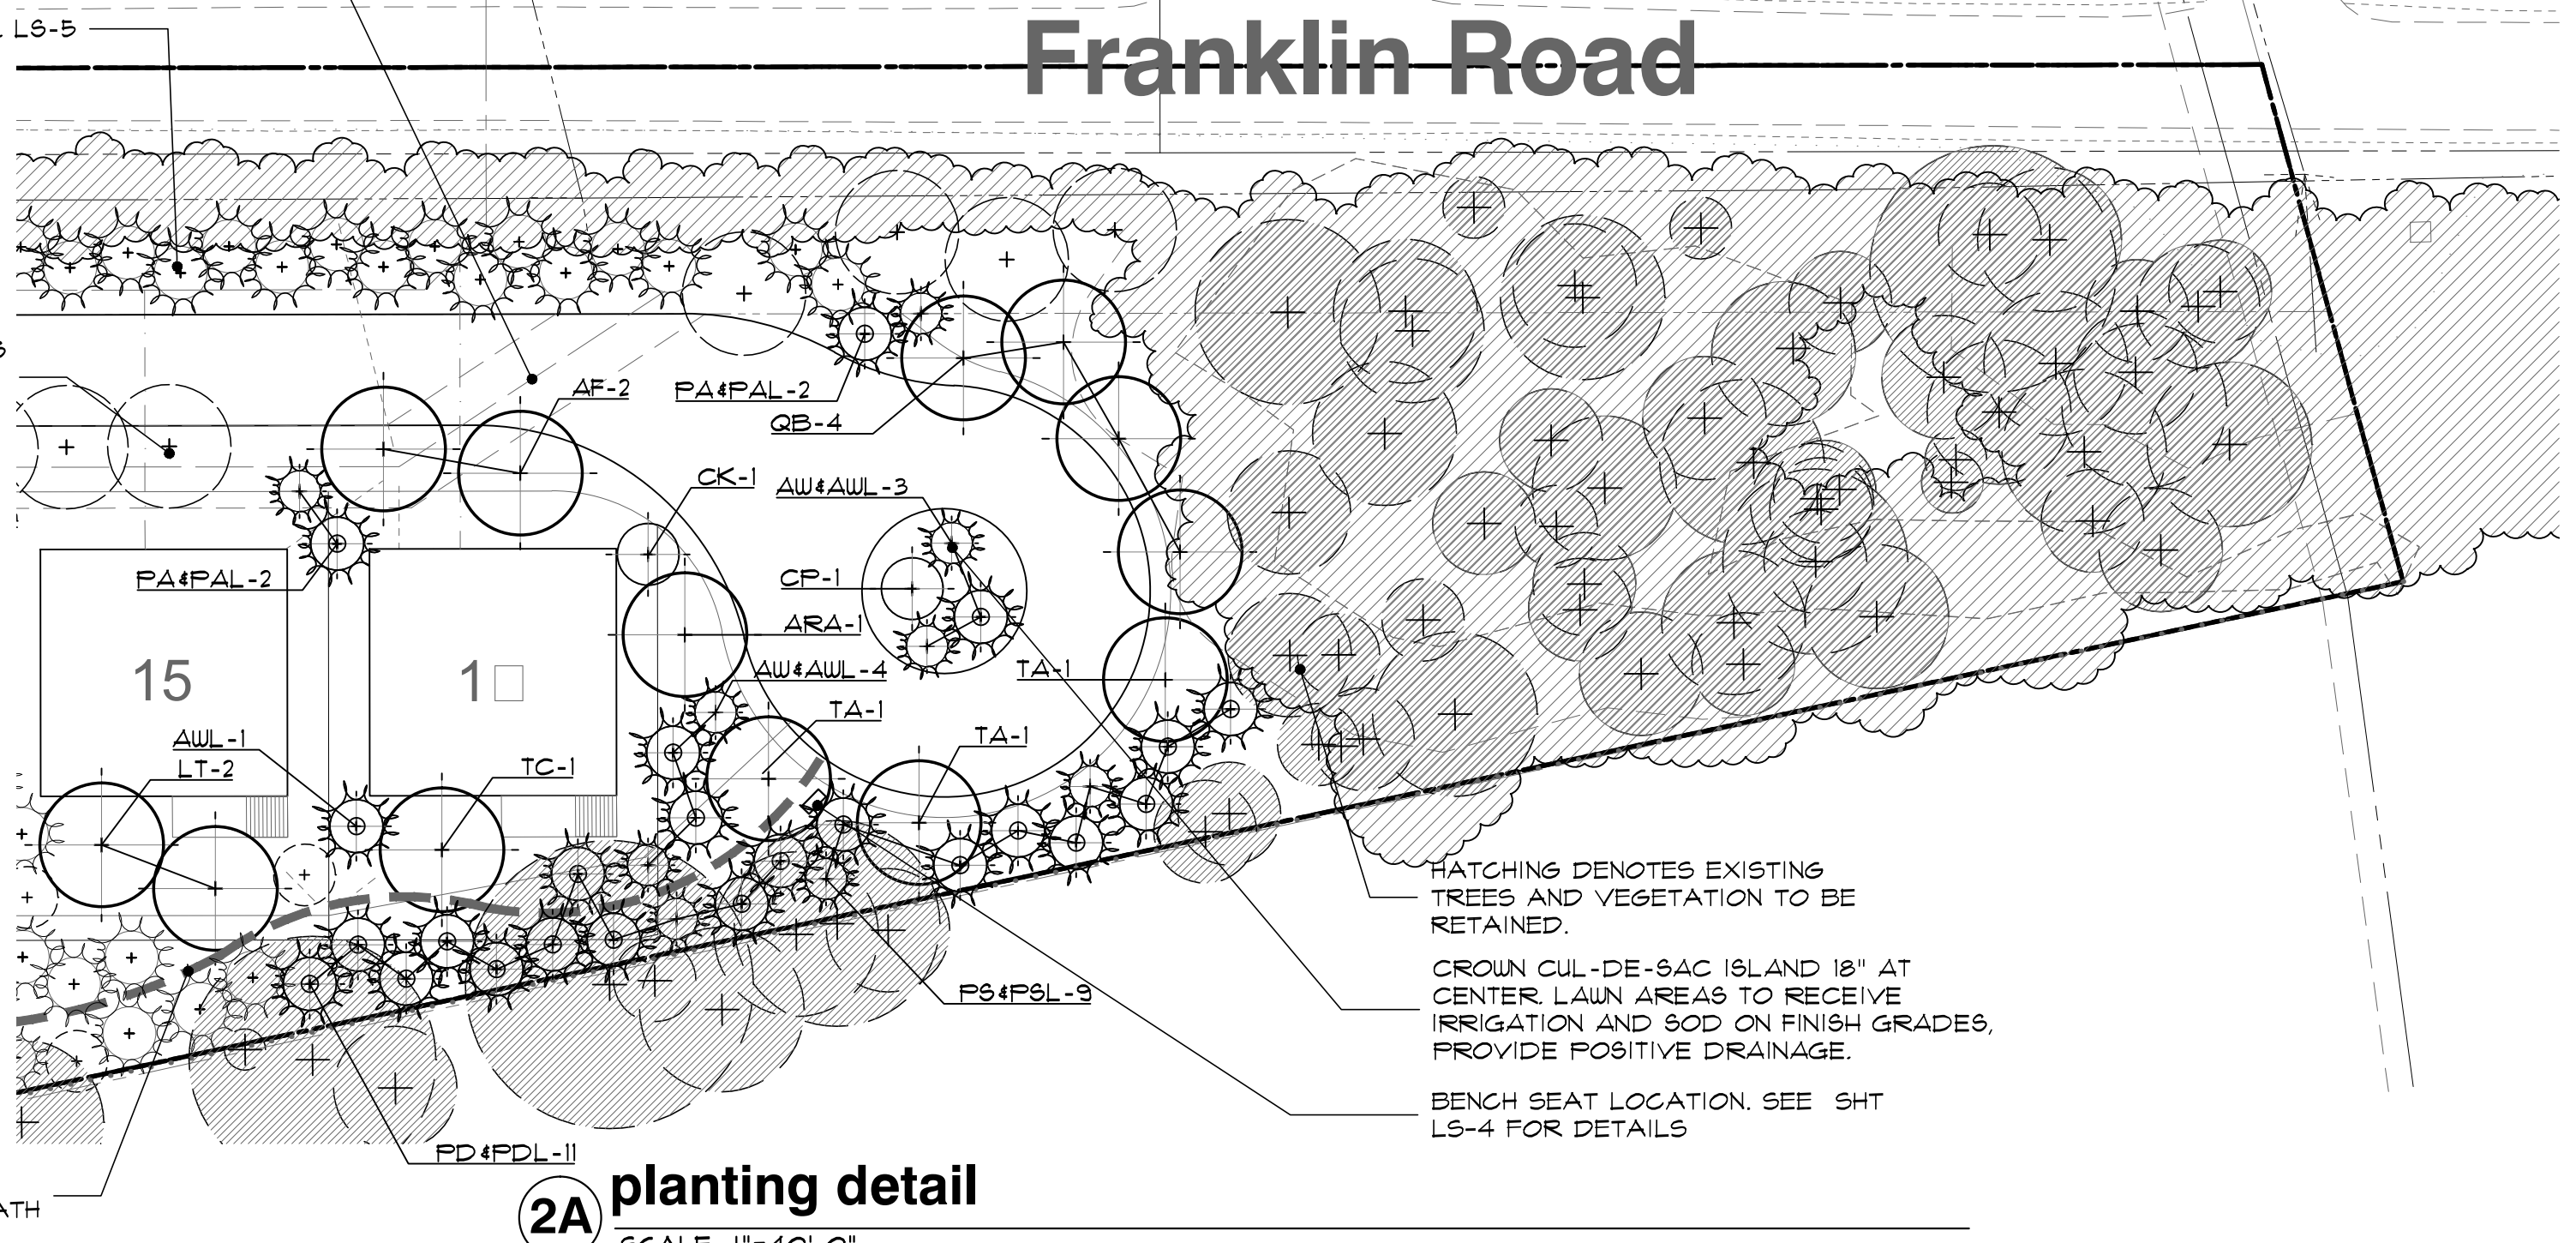 LS-5
Franklin Road
AF-2
PA&PAL-2
QB-4
CK-1
AW&AWL-3
PA&PAL-2
CP-1
ARA-1
15
1□
AW&AWL-4
TA-1
TA-1
AWL-1
LT-2
TC-1
TA-1
HATCHING DENOTES EXISTING
TREES AND VEGETATION TO BE
RETAINED.
CROWN CUL-DE-SAC ISLAND 18" AT
CENTER. LAWN AREAS TO RECEIVE
IRRIGATION AND SOD ON FINISH GRADES,
PROVIDE POSITIVE DRAINAGE.
PS&PSL-9
BENCH SEAT LOCATION. SEE SHT
LS-4 FOR DETAILS
PD&PDL-11
ATH
2A planting detail